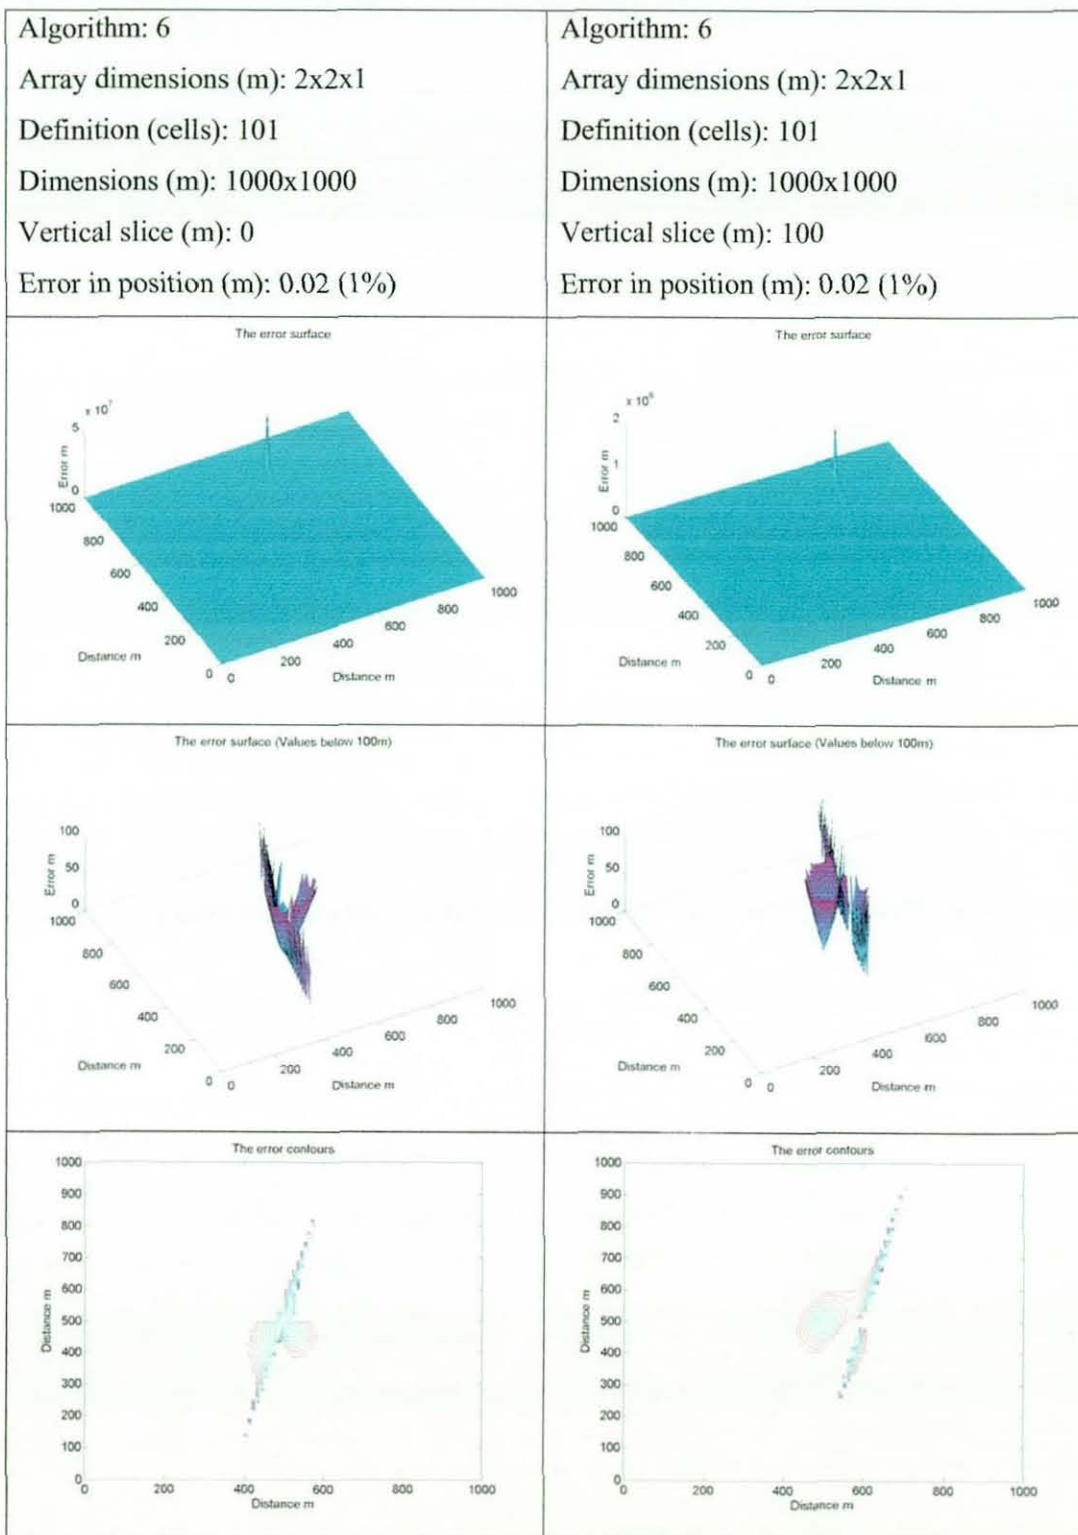 Algorithm: 6
Array dimensions (m): 2x2x1
Definition (cells): 101
Dimensions (m): 1000x1000
Vertical slice (m): 0
Error in position (m): 0.02 (1%)
Algorithm: 6
Array dimensions (m): 2x2x1
Definition (cells): 101
Dimensions (m): 1000x1000
Vertical slice (m): 100
Error in position (m): 0.02 (1%)
The error surface
x 10^7
5
0
Error m
1000
800
600
400
200
0
Distance m
0
200
400
600
800
1000
Distance m
The error surface
2
1
0
Error m
1000
800
600
400
200
0
Distance m
0
200
400
600
800
1000
Distance m
The error surface (Values below 100m)
100
50
0
Error m
1000
800
600
400
200
0
Distance m
0
200
400
600
800
1000
Distance m
The error surface (Values below 100m)
100
50
0
Error m
1000
800
600
400
200
0
Distance m
0
200
400
600
800
1000
Distance m
The error contours
1000
900
800
700
600
500
400
300
200
100
0
Distance m
0
200
400
600
800
1000
Distance m
The error contours
1000
900
800
700
600
500
400
300
200
100
0
Distance m
0
200
400
600
800
1000
Distance m